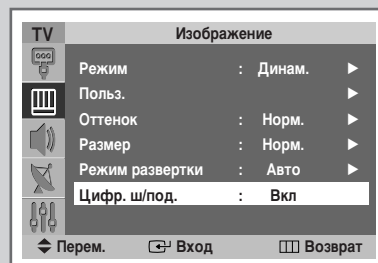 TV Изображение
Режим : Динам.
Польз.
Оттенок : Норм.
Размер : Норм.
Режим развертки : Авто
Цифр. ш/под. : Вкл
Перем. Вход Возврат